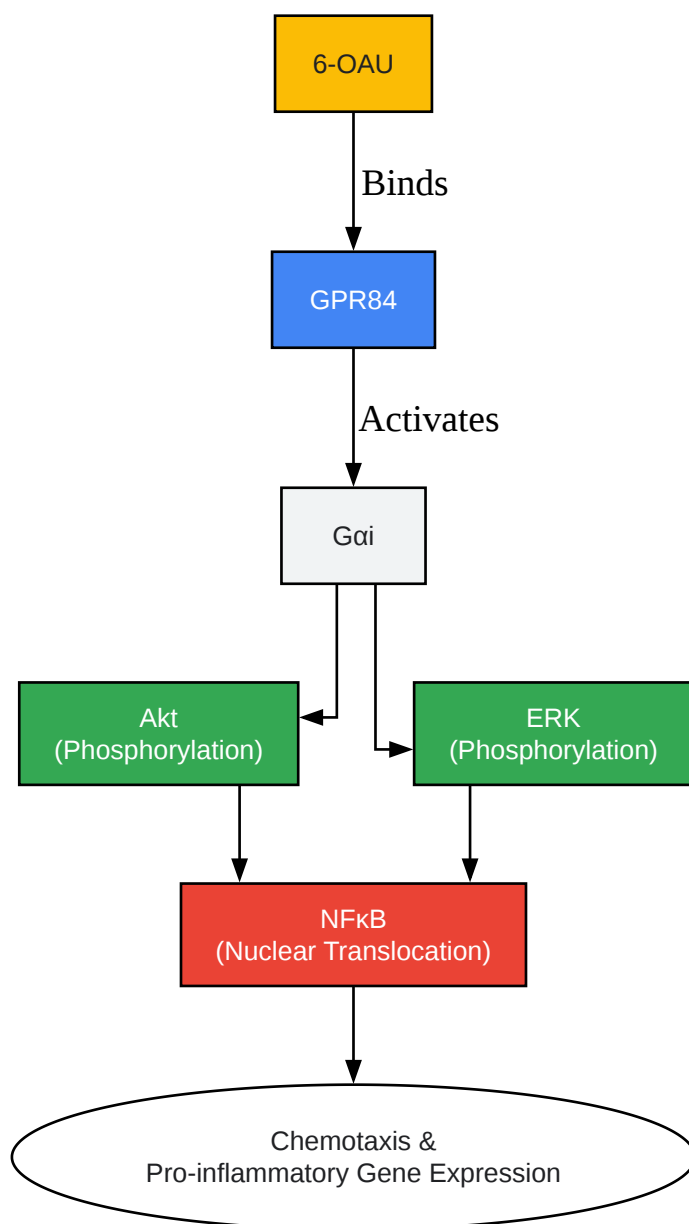 6-OAU
Binds
GPR84
Activates
Gαi
Akt
(Phosphorylation)
ERK
(Phosphorylation)
NFκB
(Nuclear Translocation)
Chemotaxis &
Pro-inflammatory Gene Expression